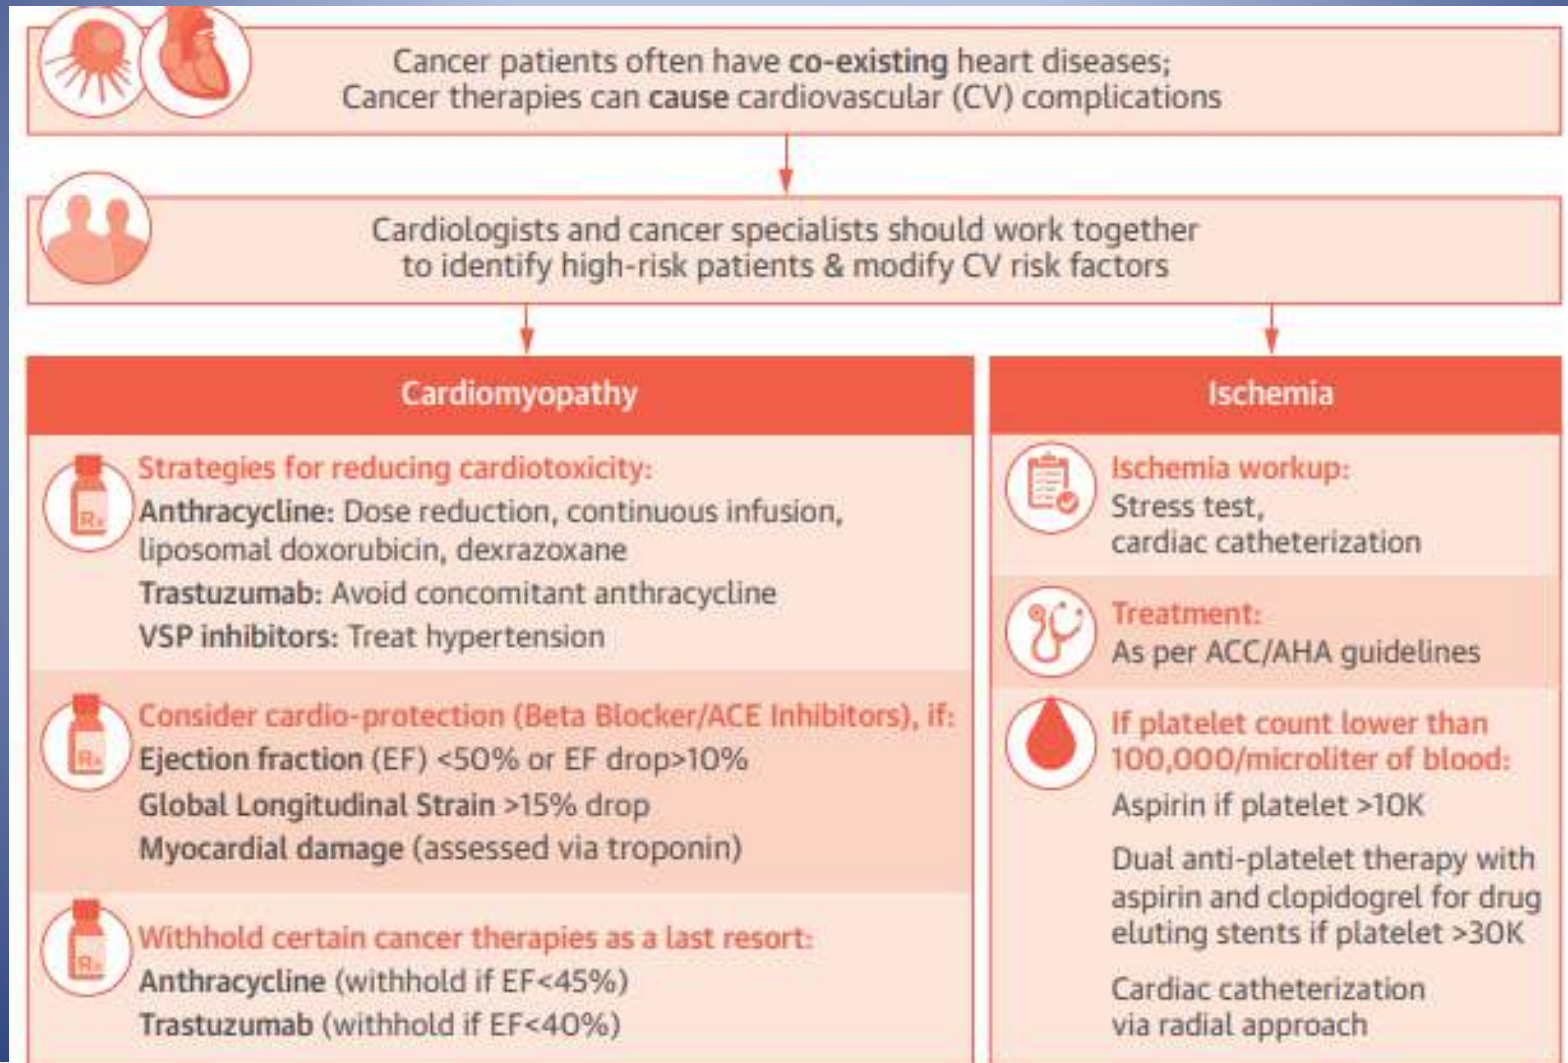 Cancer patients often have co-existing heart diseases;
Cancer therapies can cause cardiovascular (CV) complications
Cardiologists and cancer specialists should work together
to identify high-risk patients & modify CV risk factors
Cardiomyopathy
Rx
Strategies for reducing cardiotoxicity:
Anthracycline: Dose reduction, continuous infusion,
liposomal doxorubicin, dexrazoxane
Trastuzumab: Avoid concomitant anthracycline
VSP inhibitors: Treat hypertension
Rx
Consider cardio-protection (Beta Blocker/ACE Inhibitors), if:
Ejection fraction (EF) <50% or EF drop>10%
Global Longitudinal Strain >15% drop
Myocardial damage (assessed via troponin)
Rx
Withhold certain cancer therapies as a last resort:
Anthracycline (withhold if EF<45%)
Trastuzumab (withhold if EF<40%)
Ischemia
Ischemia workup:
Stress test,
cardiac catheterization
Treatment:
As per ACC/AHA guidelines
If platelet count lower than
100,000/microliter of blood:
Aspirin if platelet >10K
Dual anti-platelet therapy with
aspirin and clopidogrel for drug
eluting stents if platelet >30K
Cardiac catheterization
via radial approach